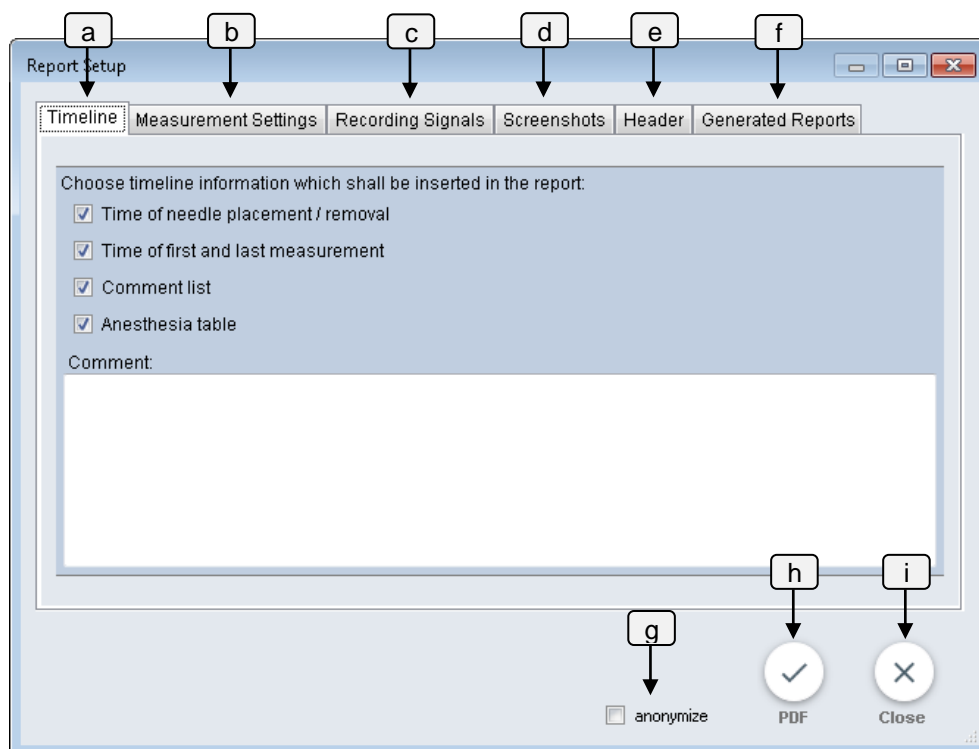 a b c d e f
Report Setup
Timeline Measurement Settings Recording Signals Screenshots Header Generated Reports
Choose timeline information which shall be inserted in the report:
Time of needle placement / removal
Time of first and last measurement
Comment list
Anesthesia table
Comment:
h i
g
anonymize PDF Close